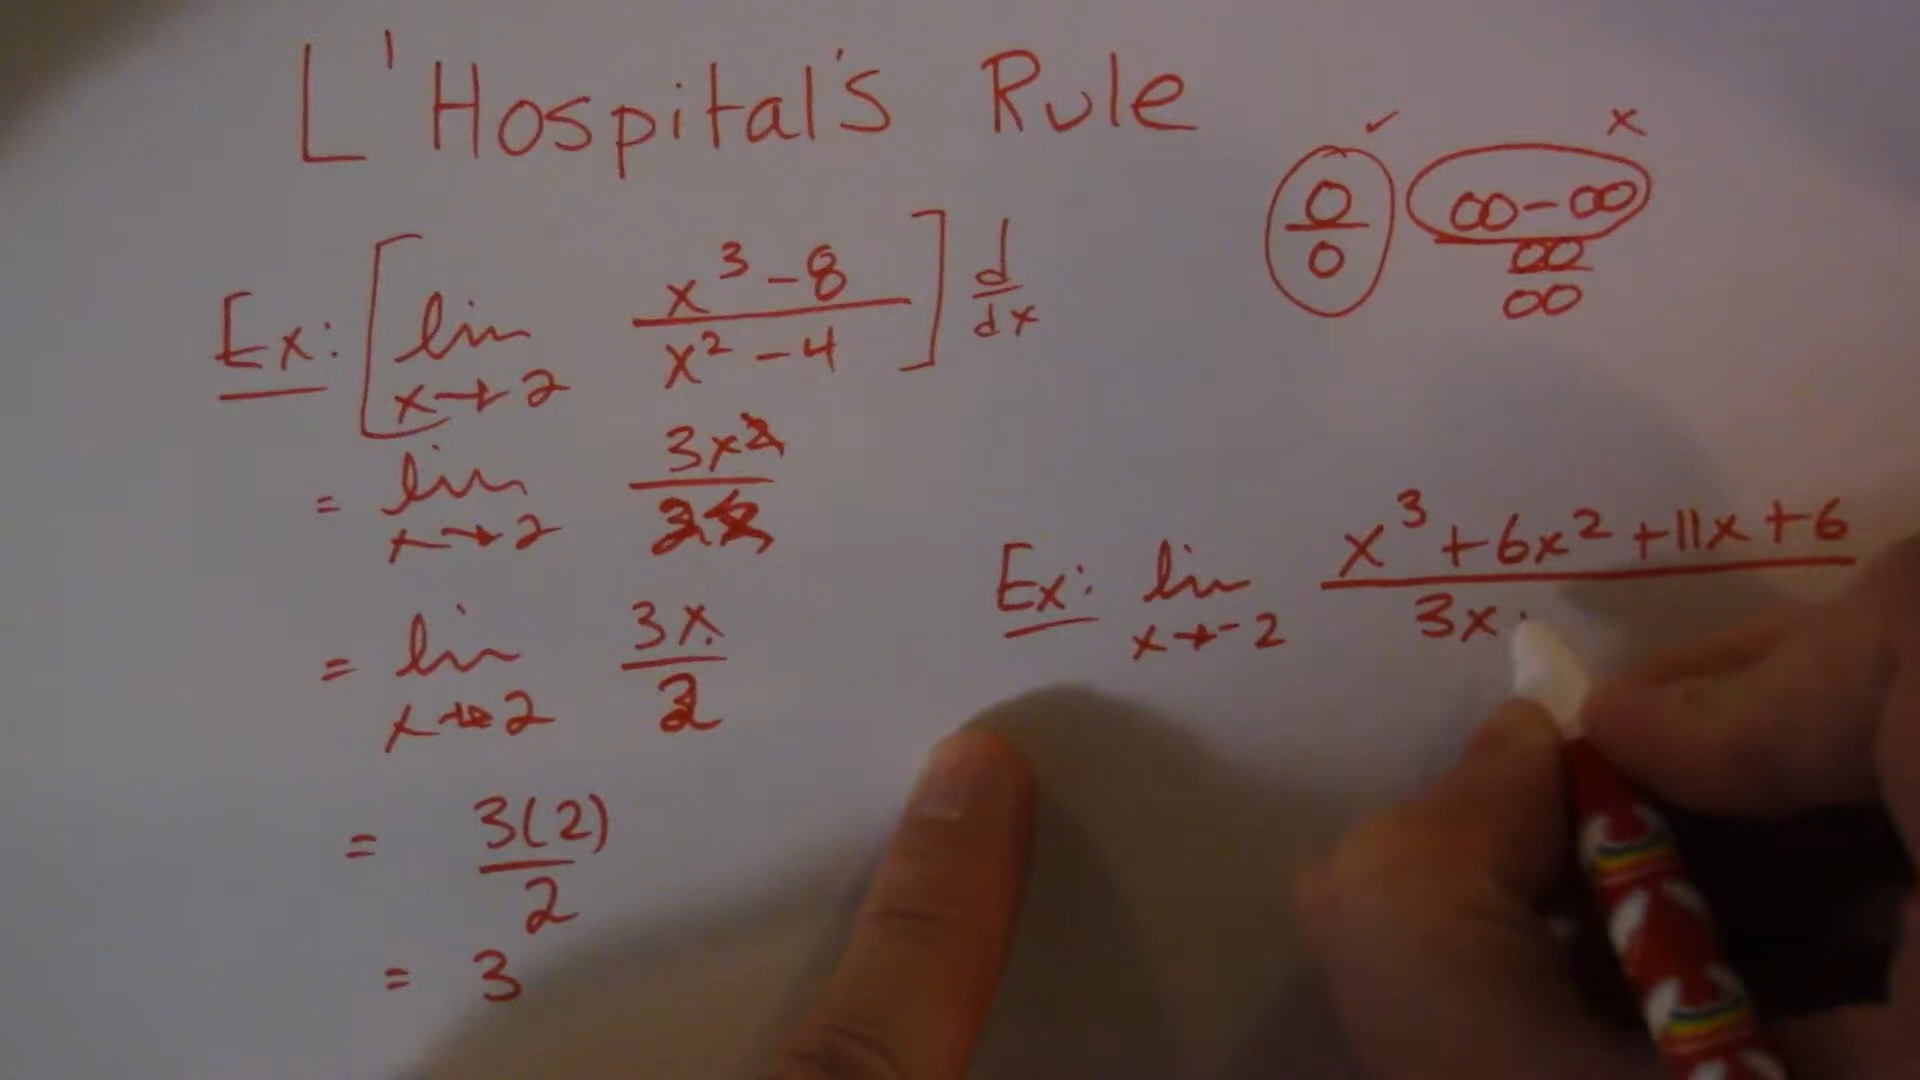 L'Hospital's Rule
✓ x
0/0 ∞-∞
∞/∞
Ex: [lim x→2 (x³-8)/(x²-4)] d/dx
= lim x→2 3x²/2x
= lim x→2 3x/2
= 3(2)/2
= 3
Ex: lim x→-2 (x³+6x²+11x+6)/3x